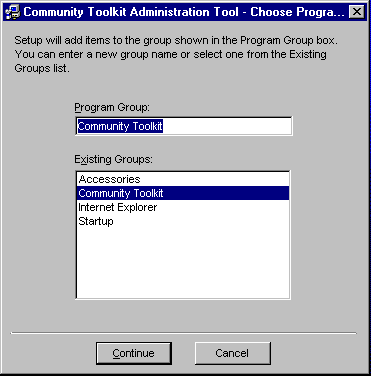 Community Toolkit Administration Tool - Choose Progra...
Setup will add items to the group shown in the Program Group box.
You can enter a new group name or select one from the Existing
Groups list.
Program Group:
Community Toolkit
Existing Groups:
Accessories
Community Toolkit
Internet Explorer
Startup
Continue
Cancel